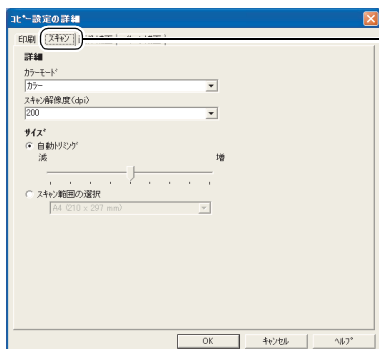 コピー設定の詳細
印刷 スキャン
詳細
カラーモード
カラー
スキャン解像度(dpi)
200
サイズ
自動トリミング
減 増
スキャン範囲の選択
A4 (210 x 297 mm)
OK キャンセル ヘルプ